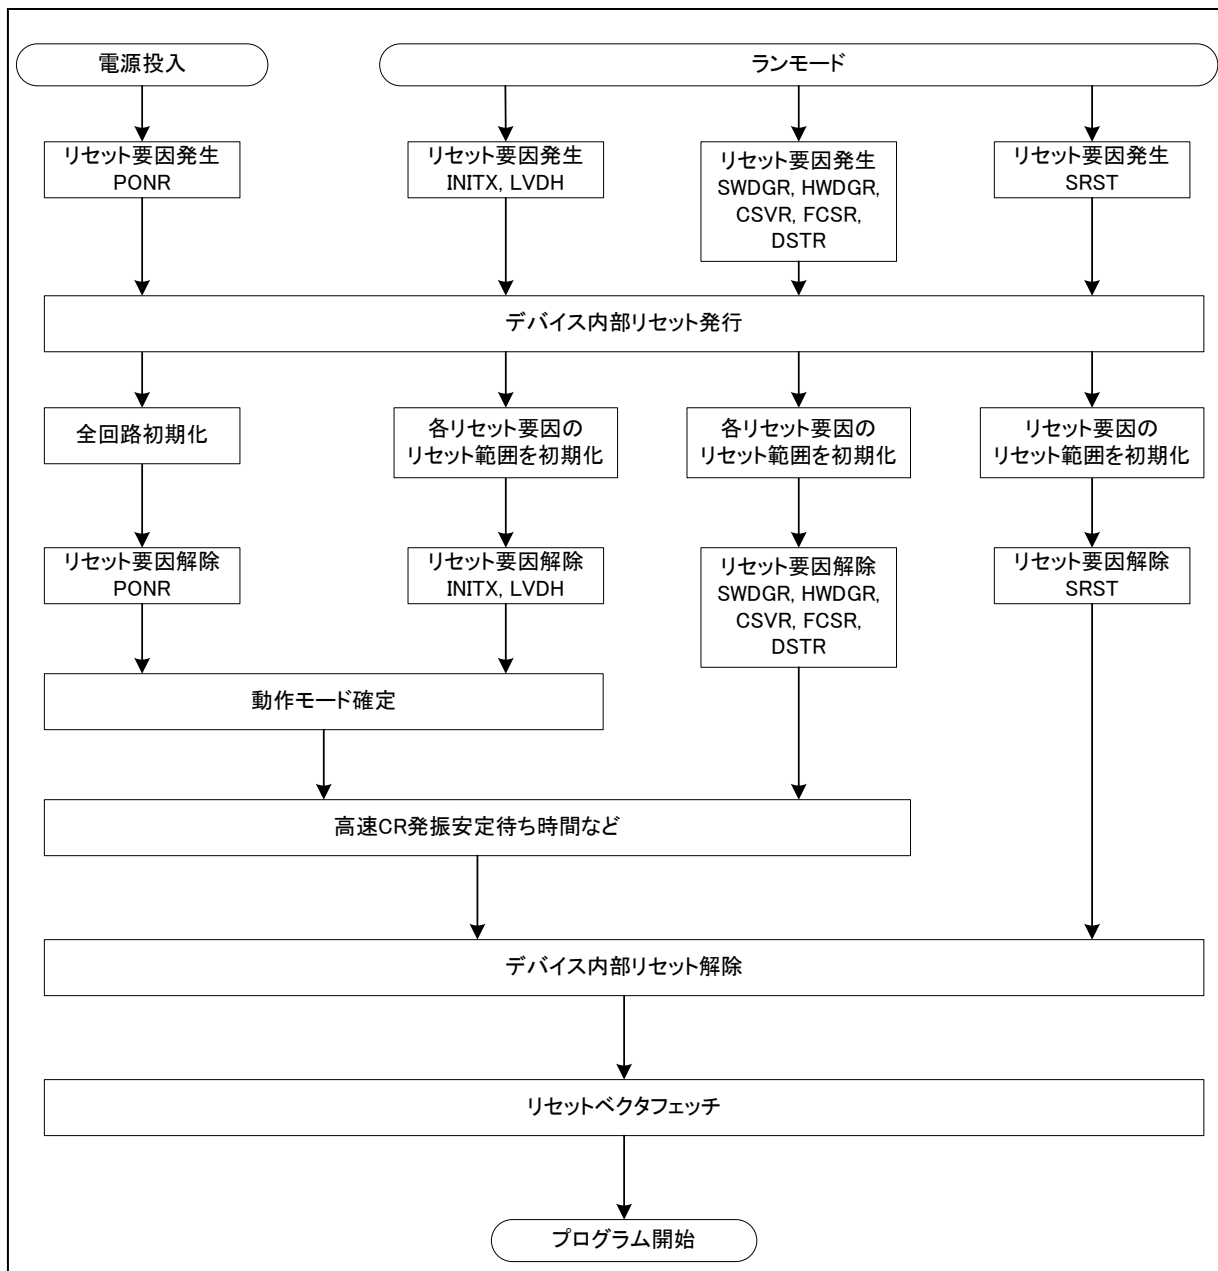 電源投入
ランモード
リセット要因発生
PONR
リセット要因発生
INITX, LVDH
リセット要因発生
SWDGR, HWDGR,
CSVR, FCSR,
DSTR
リセット要因発生
SRST
デバイス内部リセット発行
全回路初期化
各リセット要因の
リセット範囲を初期化
各リセット要因の
リセット範囲を初期化
リセット要因の
リセット範囲を初期化
リセット要因解除
PONR
リセット要因解除
INITX, LVDH
リセット要因解除
SWDGR, HWDGR,
CSVR, FCSR,
DSTR
リセット要因解除
SRST
動作モード確定
高速CR発振安定待ち時間など
デバイス内部リセット解除
リセットベクタフェッチ
プログラム開始